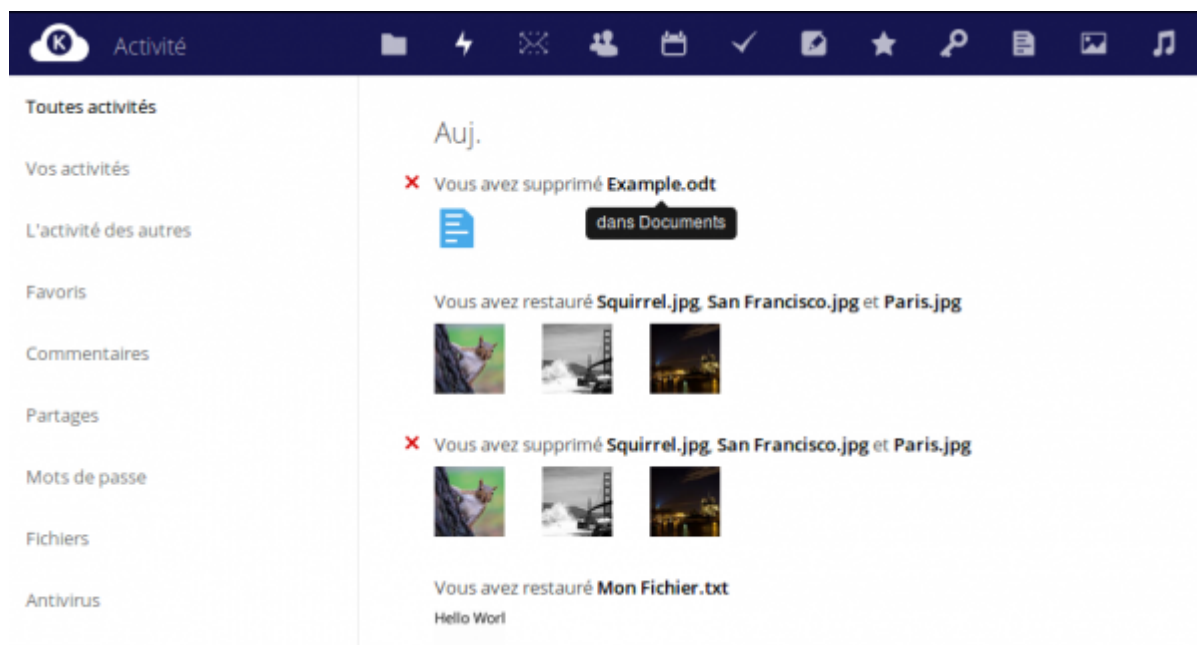 K
Activité
Toutes activités
Vos activités
L'activité des autres
Favoris
Commentaires
Partages
Mots de passe
Fichiers
Antivirus
Auj.
Vous avez supprimé Example.odt
dans Documents
Vous avez restauré Squirrel.jpg, San Francisco.jpg et Paris.jpg
Vous avez supprimé Squirrel.jpg, San Francisco.jpg et Paris.jpg
Vous avez restauré Mon Fichier.txt
Hello Worl